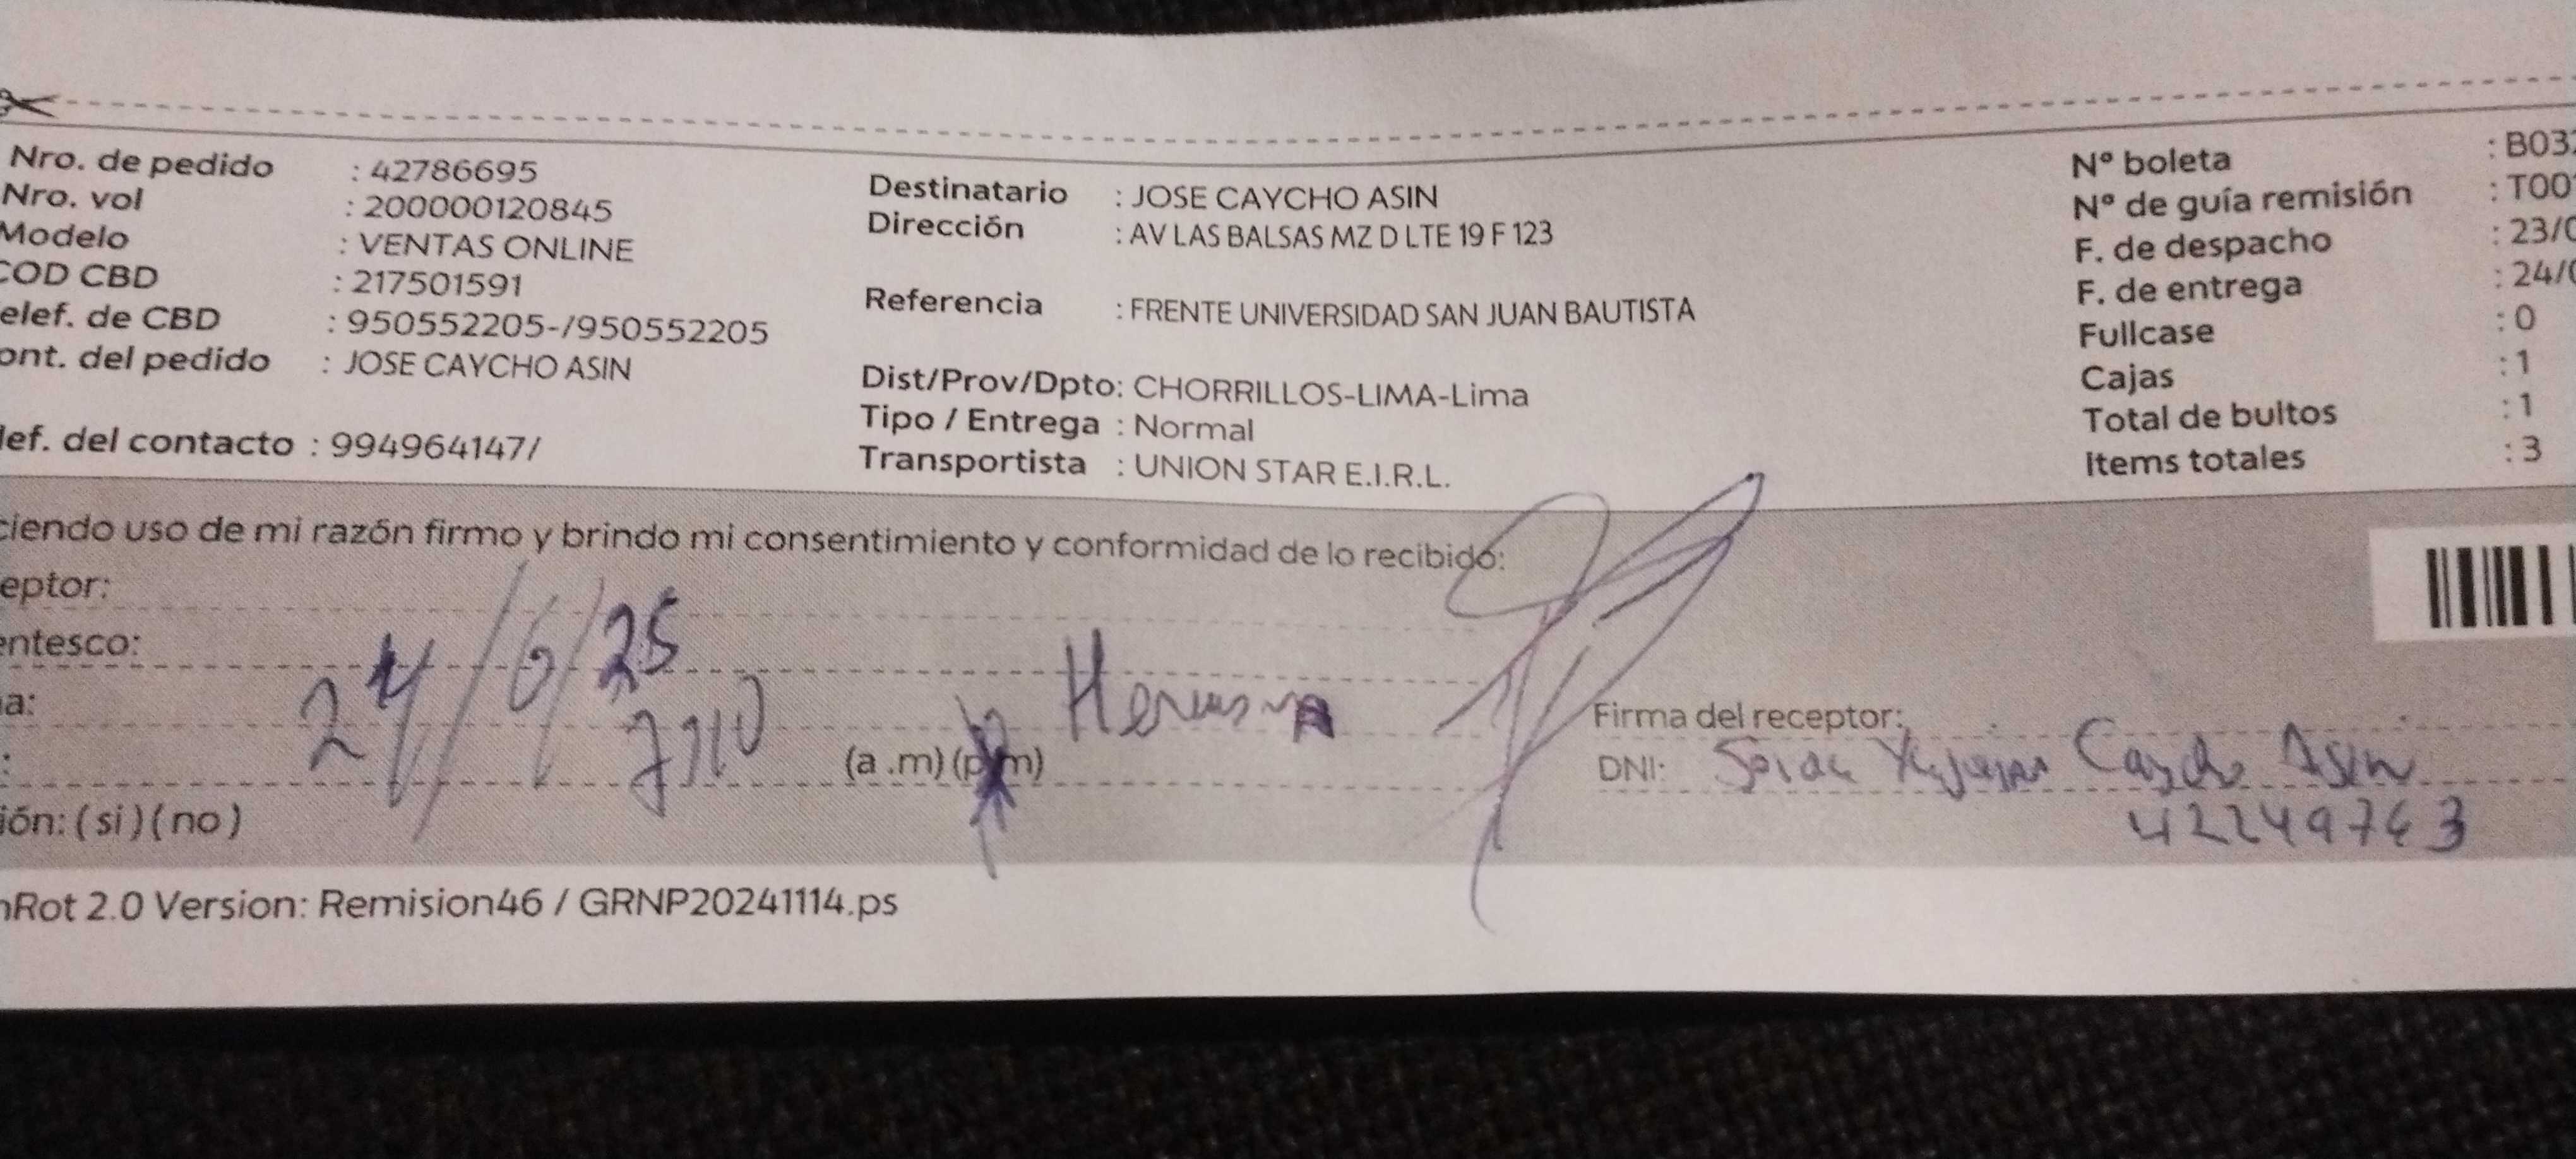 Nro. de pedido : 42786695
Nro. vol : 200000120845
Modelo : VENTAS ONLINE
COD CBD : 217501591
elef. de CBD : 950552205-/950552205
ont. del pedido : JOSE CAYCHO ASIN
lef. del contacto : 994964147/
Destinatario : JOSE CAYCHO ASIN
Dirección : AV LAS BALSAS MZ D LTE 19 F 123
Referencia : FRENTE UNIVERSIDAD SAN JUAN BAUTISTA
Dist/Prov/Dpto: CHORRILLOS-LIMA-Lima
Tipo / Entrega : Normal
Transportista : UNION STAR E.I.R.L.
N° boleta : B03
N° de guía remisión : T00
F. de despacho : 23/0
F. de entrega : 24/0
Fullcase : 0
Cajas : 1
Total de bultos : 1
Items totales : 3
ciendo uso de mi razón firmo y brindo mi consentimiento y conformidad de lo recibido:
eptor:
entesco:
24/6/25
a:
Hermana
: 7:10 (a .m) (p.m)
ión: ( si ) ( no )
Firma del receptor:
DNI: Caycho Asin
42249763
nRot 2.0 Version: Remision46 / GRNP20241114.ps